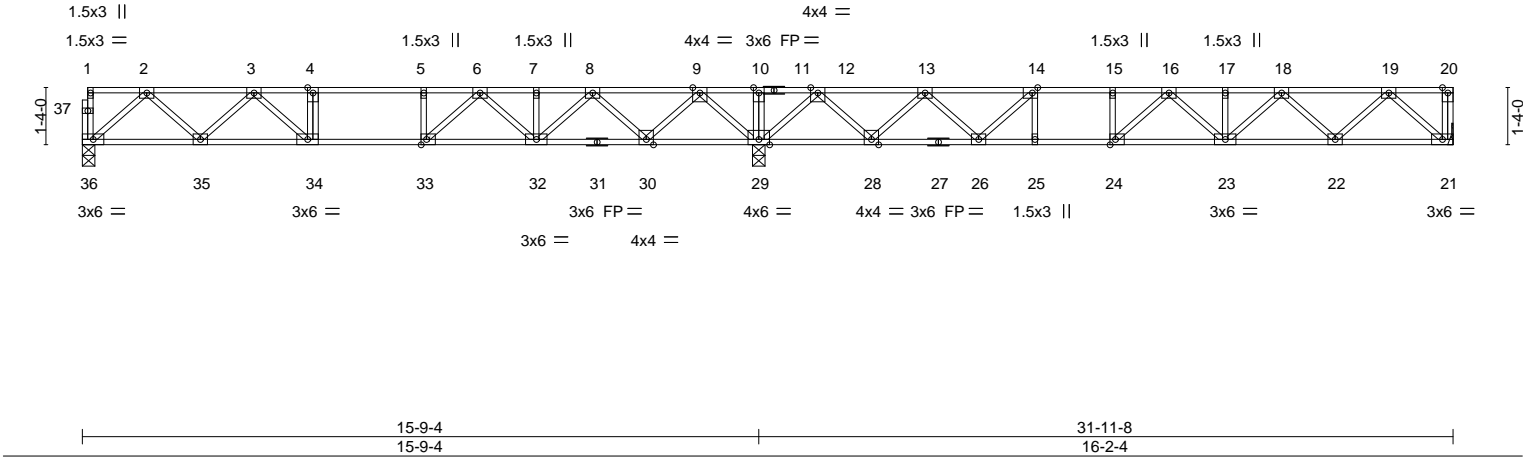 1.5x3 || 4x4 =
1.5x3 = 1.5x3 || 1.5x3 || 4x4 = 3x6 FP = 1.5x3 || 1.5x3 ||
1 2 3 4 5 6 7 8 9 10 11 12 13 14 15 16 17 18 19 20
1-4-0 37 1-4-0
36 35 34 33 32 31 30 29 28 27 26 25 24 23 22 21
3x6 = 3x6 = 3x6 FP = 4x6 = 4x4 = 3x6 FP = 1.5x3 || 3x6 = 3x6 =
3x6 = 4x4 =
15-9-4 31-11-8
15-9-4 16-2-4